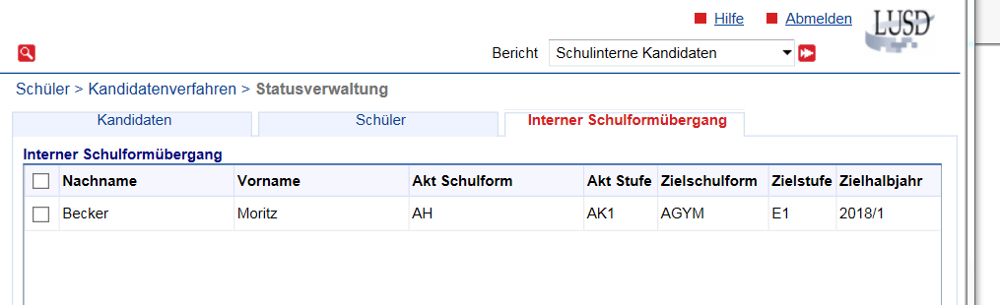 Hilfe Abmelden LUSD
Bericht Schulinterne Kandidaten
Schüler > Kandidatenverfahren > Statusverwaltung
Kandidaten Schüler Interner Schulformübergang
Interner Schulformübergang
Nachname Vorname Akt Schulform Akt Stufe Zielschulform Zielstufe Zielhalbjahr
Becker Moritz AH AK1 AGYM E1 2018/1